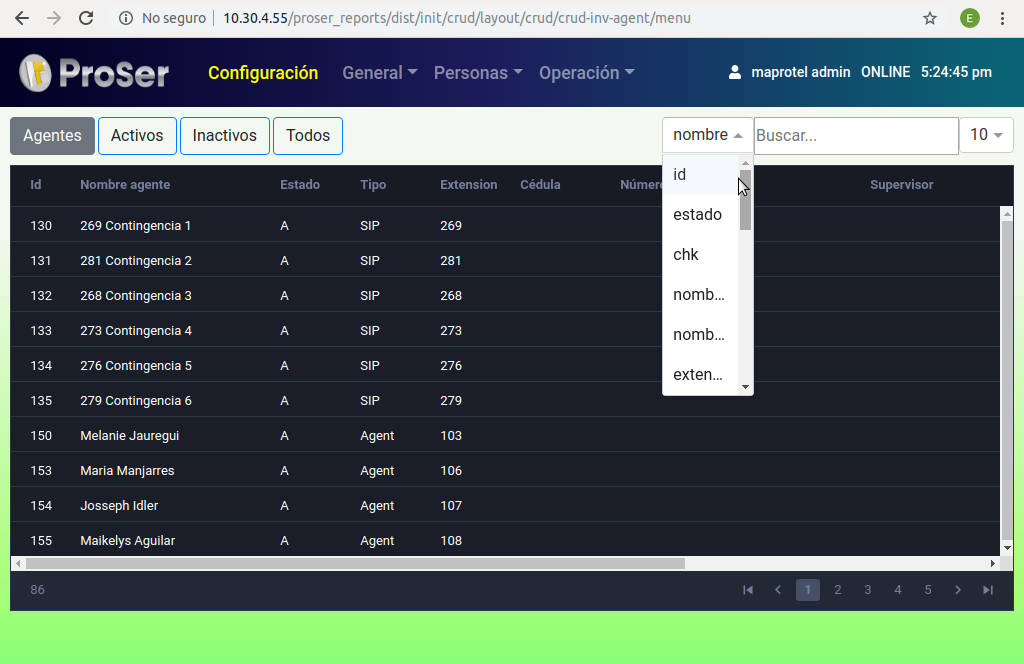 No seguro 10.30.4.55/proser_reports/dist/init/crud/layout/crud/crud-inv-agent/menu E
ProSer Configuración General Personas Operación maprotel admin ONLINE 5:24:45 pm
Agentes Activos Inactivos Todos nombre Buscar... 10
id
estado
chk
nomb...
nomb...
exten...
Id Nombre agente Estado Tipo Extension Cédula Númer Supervisor
130 269 Contingencia 1 A SIP 269
131 281 Contingencia 2 A SIP 281
132 268 Contingencia 3 A SIP 268
133 273 Contingencia 4 A SIP 273
134 276 Contingencia 5 A SIP 276
135 279 Contingencia 6 A SIP 279
150 Melanie Jauregui A Agent 103
153 Maria Manjarres A Agent 106
154 Josseph Idler A Agent 107
155 Maikelys Aguilar A Agent 108
86 1 2 3 4 5